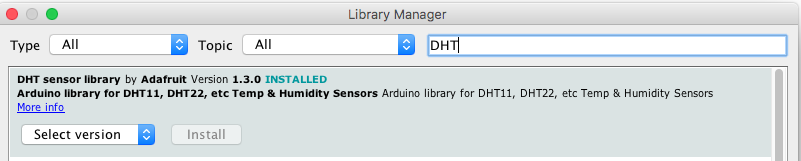 Library Manager
Type All Topic All DHT
DHT sensor library by Adafruit Version 1.3.0 INSTALLED
Arduino library for DHT11, DHT22, etc Temp & Humidity Sensors Arduino library for DHT11, DHT22, etc Temp & Humidity Sensors
More info
Select version Install